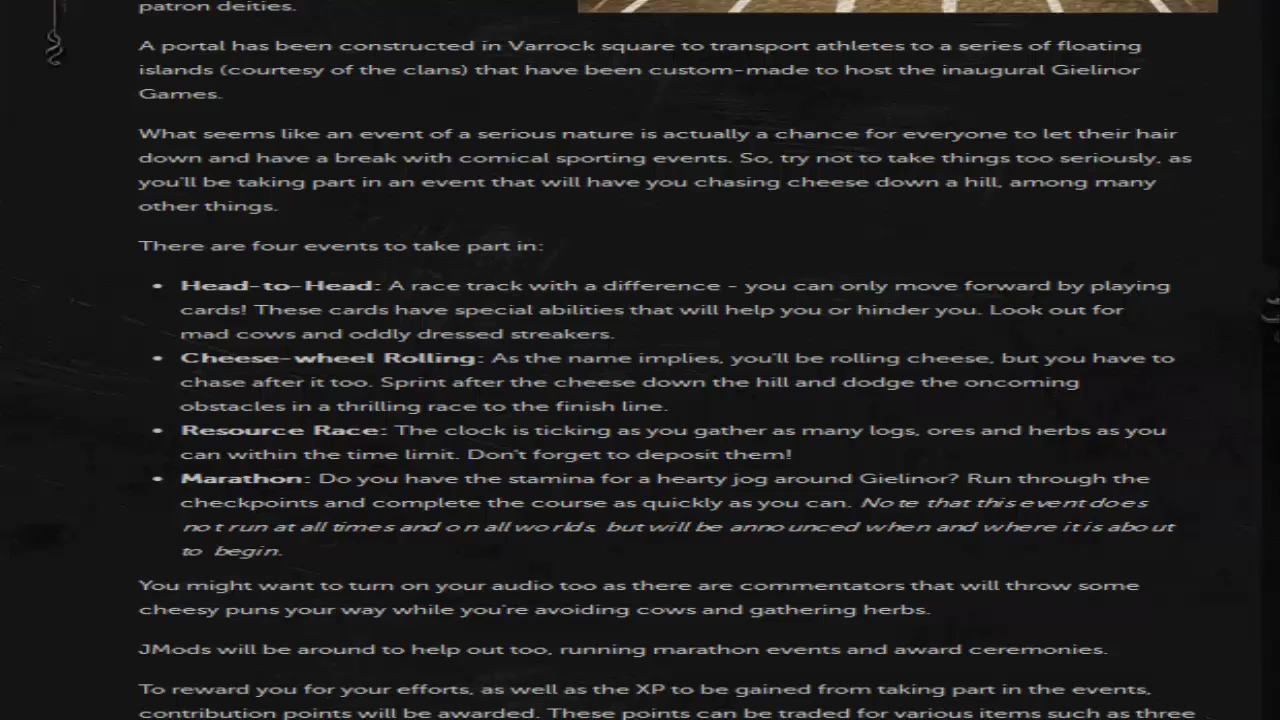 patron deities.
A portal has been constructed in Varrock square to transport athletes to a series of floating
islands (courtesy of the clans) that have been custom-made to host the inaugural Gielinor
Games.
What seems like an event of a serious nature is actually a chance for everyone to let their hair
down and have a break with comical sporting events. So, try not to take things too seriously, as
you'll be taking part in an event that will have you chasing cheese down a hill, among many
other things.
There are four events to take part in:
• Head-to-Head: A race track with a difference - you can only move forward by playing
cards! These cards have special abilities that will help you or hinder you. Look out for
mad cows and oddly dressed streakers.
• Cheese-wheel Rolling: As the name implies, you'll be rolling cheese, but you have to
chase after it too. Sprint after the cheese down the hill and dodge the oncoming
obstacles in a thrilling race to the finish line.
• Resource Race: The clock is ticking as you gather as many logs, ores and herbs as you
can within the time limit. Don't forget to deposit them!
• Marathon: Do you have the stamina for a hearty jog around Gielinor? Run through the
checkpoints and complete the course as quickly as you can. Note that this event does
not run at all times and on all worlds, but will be announced when and where it is about
to begin.
You might want to turn on your audio too as there are commentators that will throw some
cheesy puns your way while you're avoiding cows and gathering herbs.
JMods will be around to help out too, running marathon events and award ceremonies.
To reward you for your efforts, as well as the XP to be gained from taking part in the events,
contribution points will be awarded. These points can be traded for various items such as three